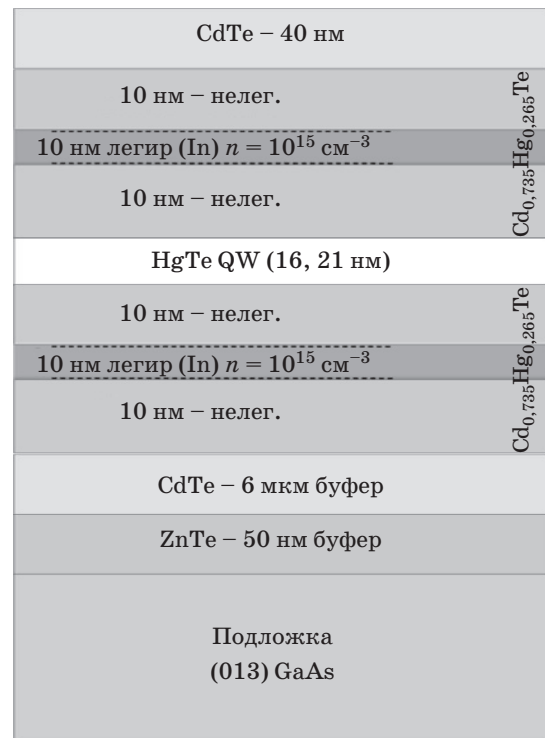 CdTe – 40 нм
10 нм – нелег.
10 нм легир (In) n = 10¹⁵ см⁻³
10 нм – нелег.
Cd₀,₇₃₅Hg₀,₂₆₅Te
HgTe QW (16, 21 нм)
10 нм – нелег.
10 нм легир (In) n = 10¹⁵ см⁻³
10 нм – нелег.
Cd₀,₇₃₅Hg₀,₂₆₅Te
CdTe – 6 мкм буфер
ZnTe – 50 нм буфер
Подложка
(013) GaAs